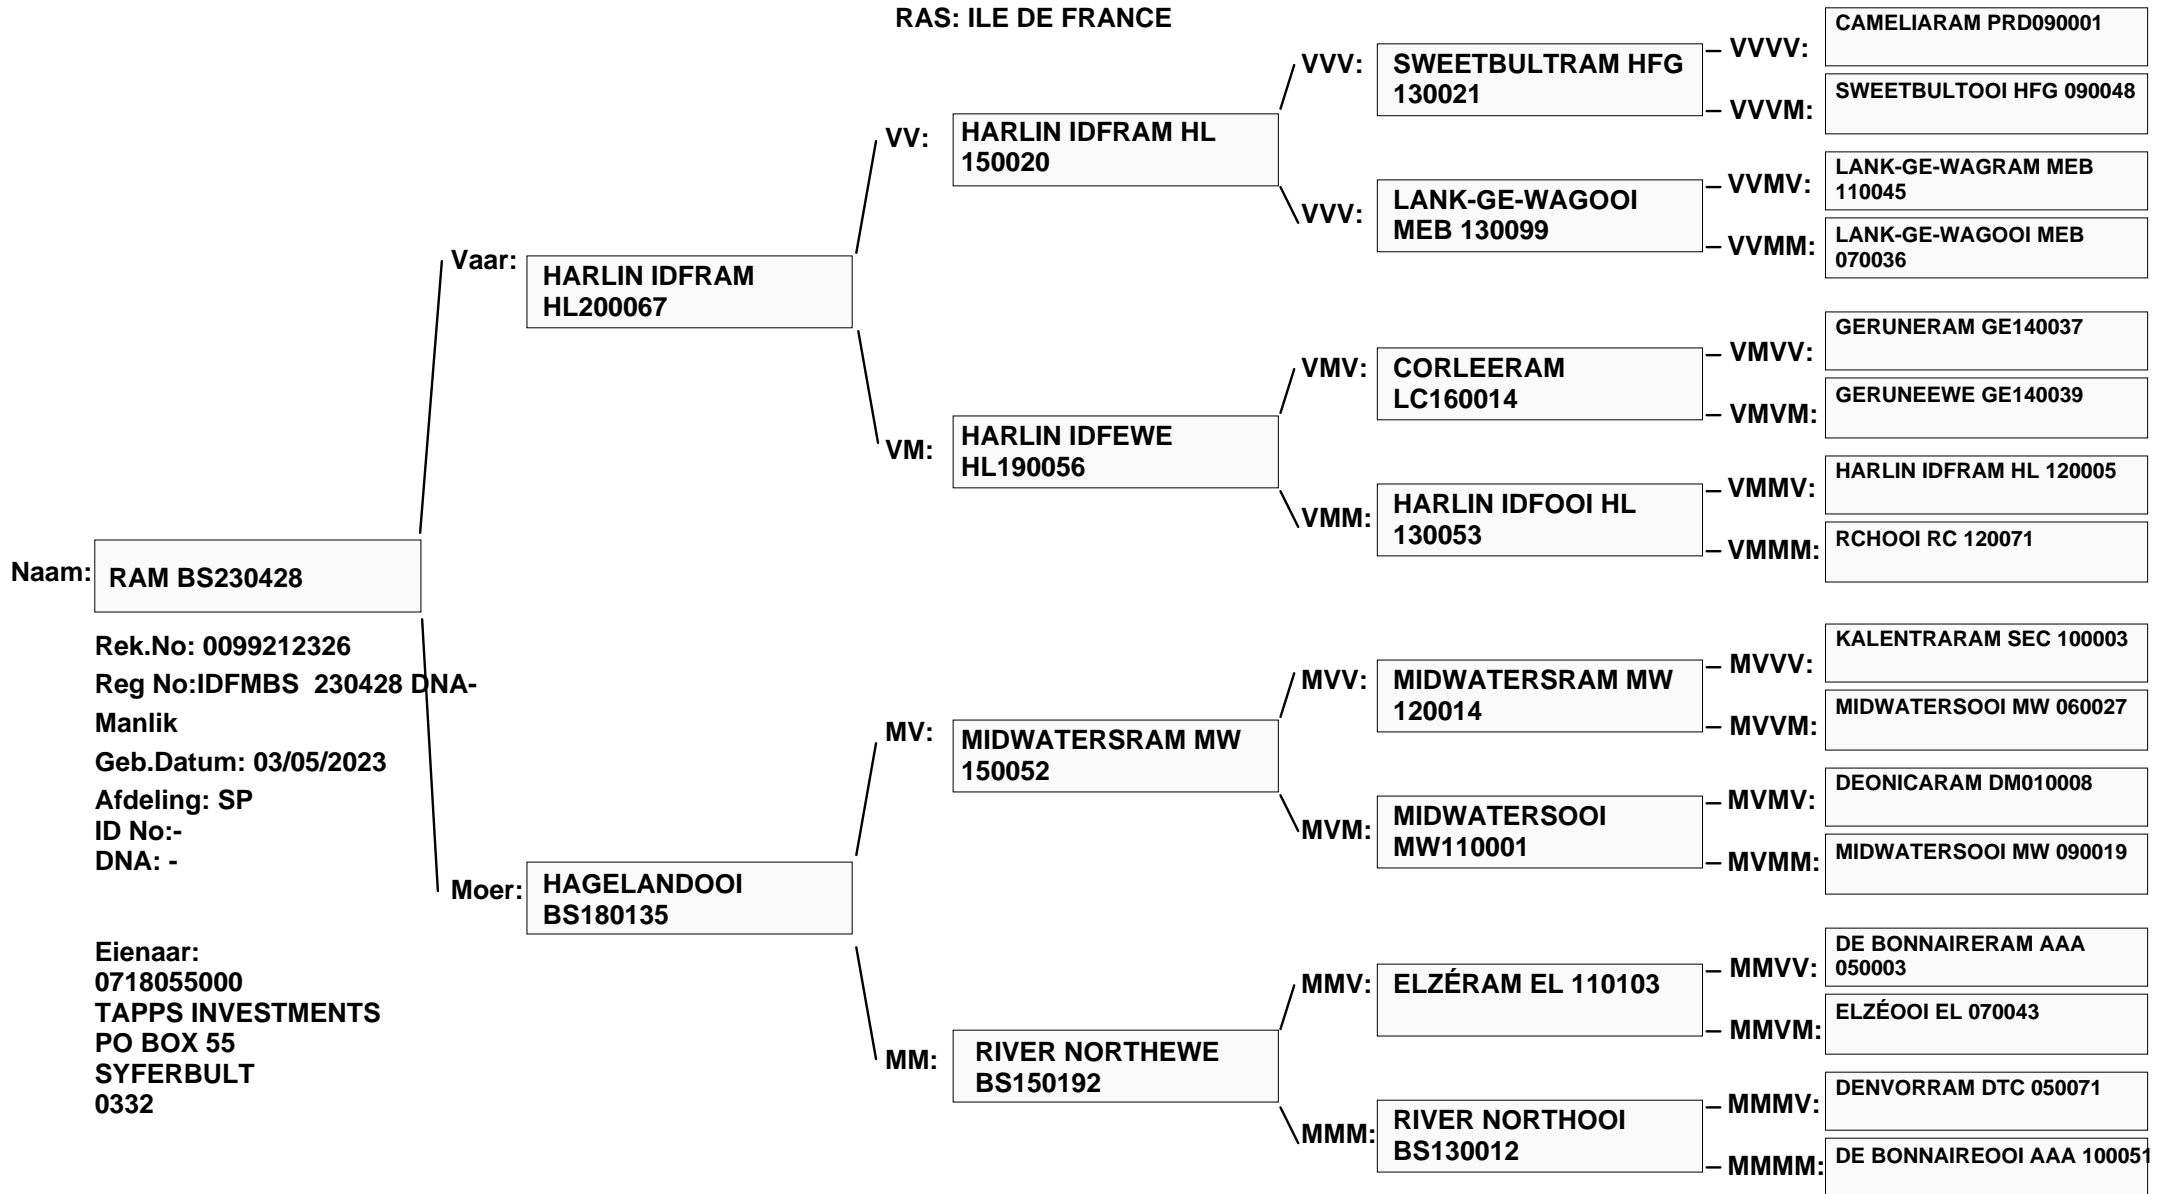 RAS: ILE DE FRANCE
Naam:
RAM BS230428
Rek.No: 0099212326
Reg No:IDFMBS  230428 DNA-
Manlik
Geb.Datum: 03/05/2023
Afdeling: SP
ID No:-
DNA: -
Eienaar:
0718055000
TAPPS INVESTMENTS
PO BOX 55
SYFERBULT
0332
Vaar:
HARLIN IDFRAM
HL200067
Moer:
HAGELANDOOI
BS180135
VV:
HARLIN IDFRAM HL
150020
VM:
HARLIN IDFEWE
HL190056
MV:
MIDWATERSRAM MW
150052
MM:
RIVER NORTHEWE
BS150192
VVV:
SWEETBULTRAM HFG
130021
VVV:
LANK-GE-WAGOOI
MEB 130099
VMV:
CORLEERAM
LC160014
VMM:
HARLIN IDFOOI HL
130053
MVV:
MIDWATERSRAM MW
120014
MVM:
MIDWATERSOOI
MW110001
MMV:
ELZÉRAM EL 110103
MMM:
RIVER NORTHOOI
BS130012
VVVV:
CAMELIARAM PRD090001
VVVM:
SWEETBULTOOI HFG 090048
VVMV:
LANK-GE-WAGRAM MEB
110045
VVMM:
LANK-GE-WAGOOI MEB
070036
VMVV:
GERUNERAM GE140037
VMVM:
GERUNEEWE GE140039
VMMV:
HARLIN IDFRAM HL 120005
VMMM:
RCHOOI RC 120071
MVVV:
KALENTRARAM SEC 100003
MVVM:
MIDWATERSOOI MW 060027
MVMV:
DEONICARAM DM010008
MVMM:
MIDWATERSOOI MW 090019
MMVV:
DE BONNAIRERAM AAA
050003
MMVM:
ELZÉOOI EL 070043
MMMV:
DENVORRAM DTC 050071
MMMM:
DE BONNAIREOOI AAA 100051